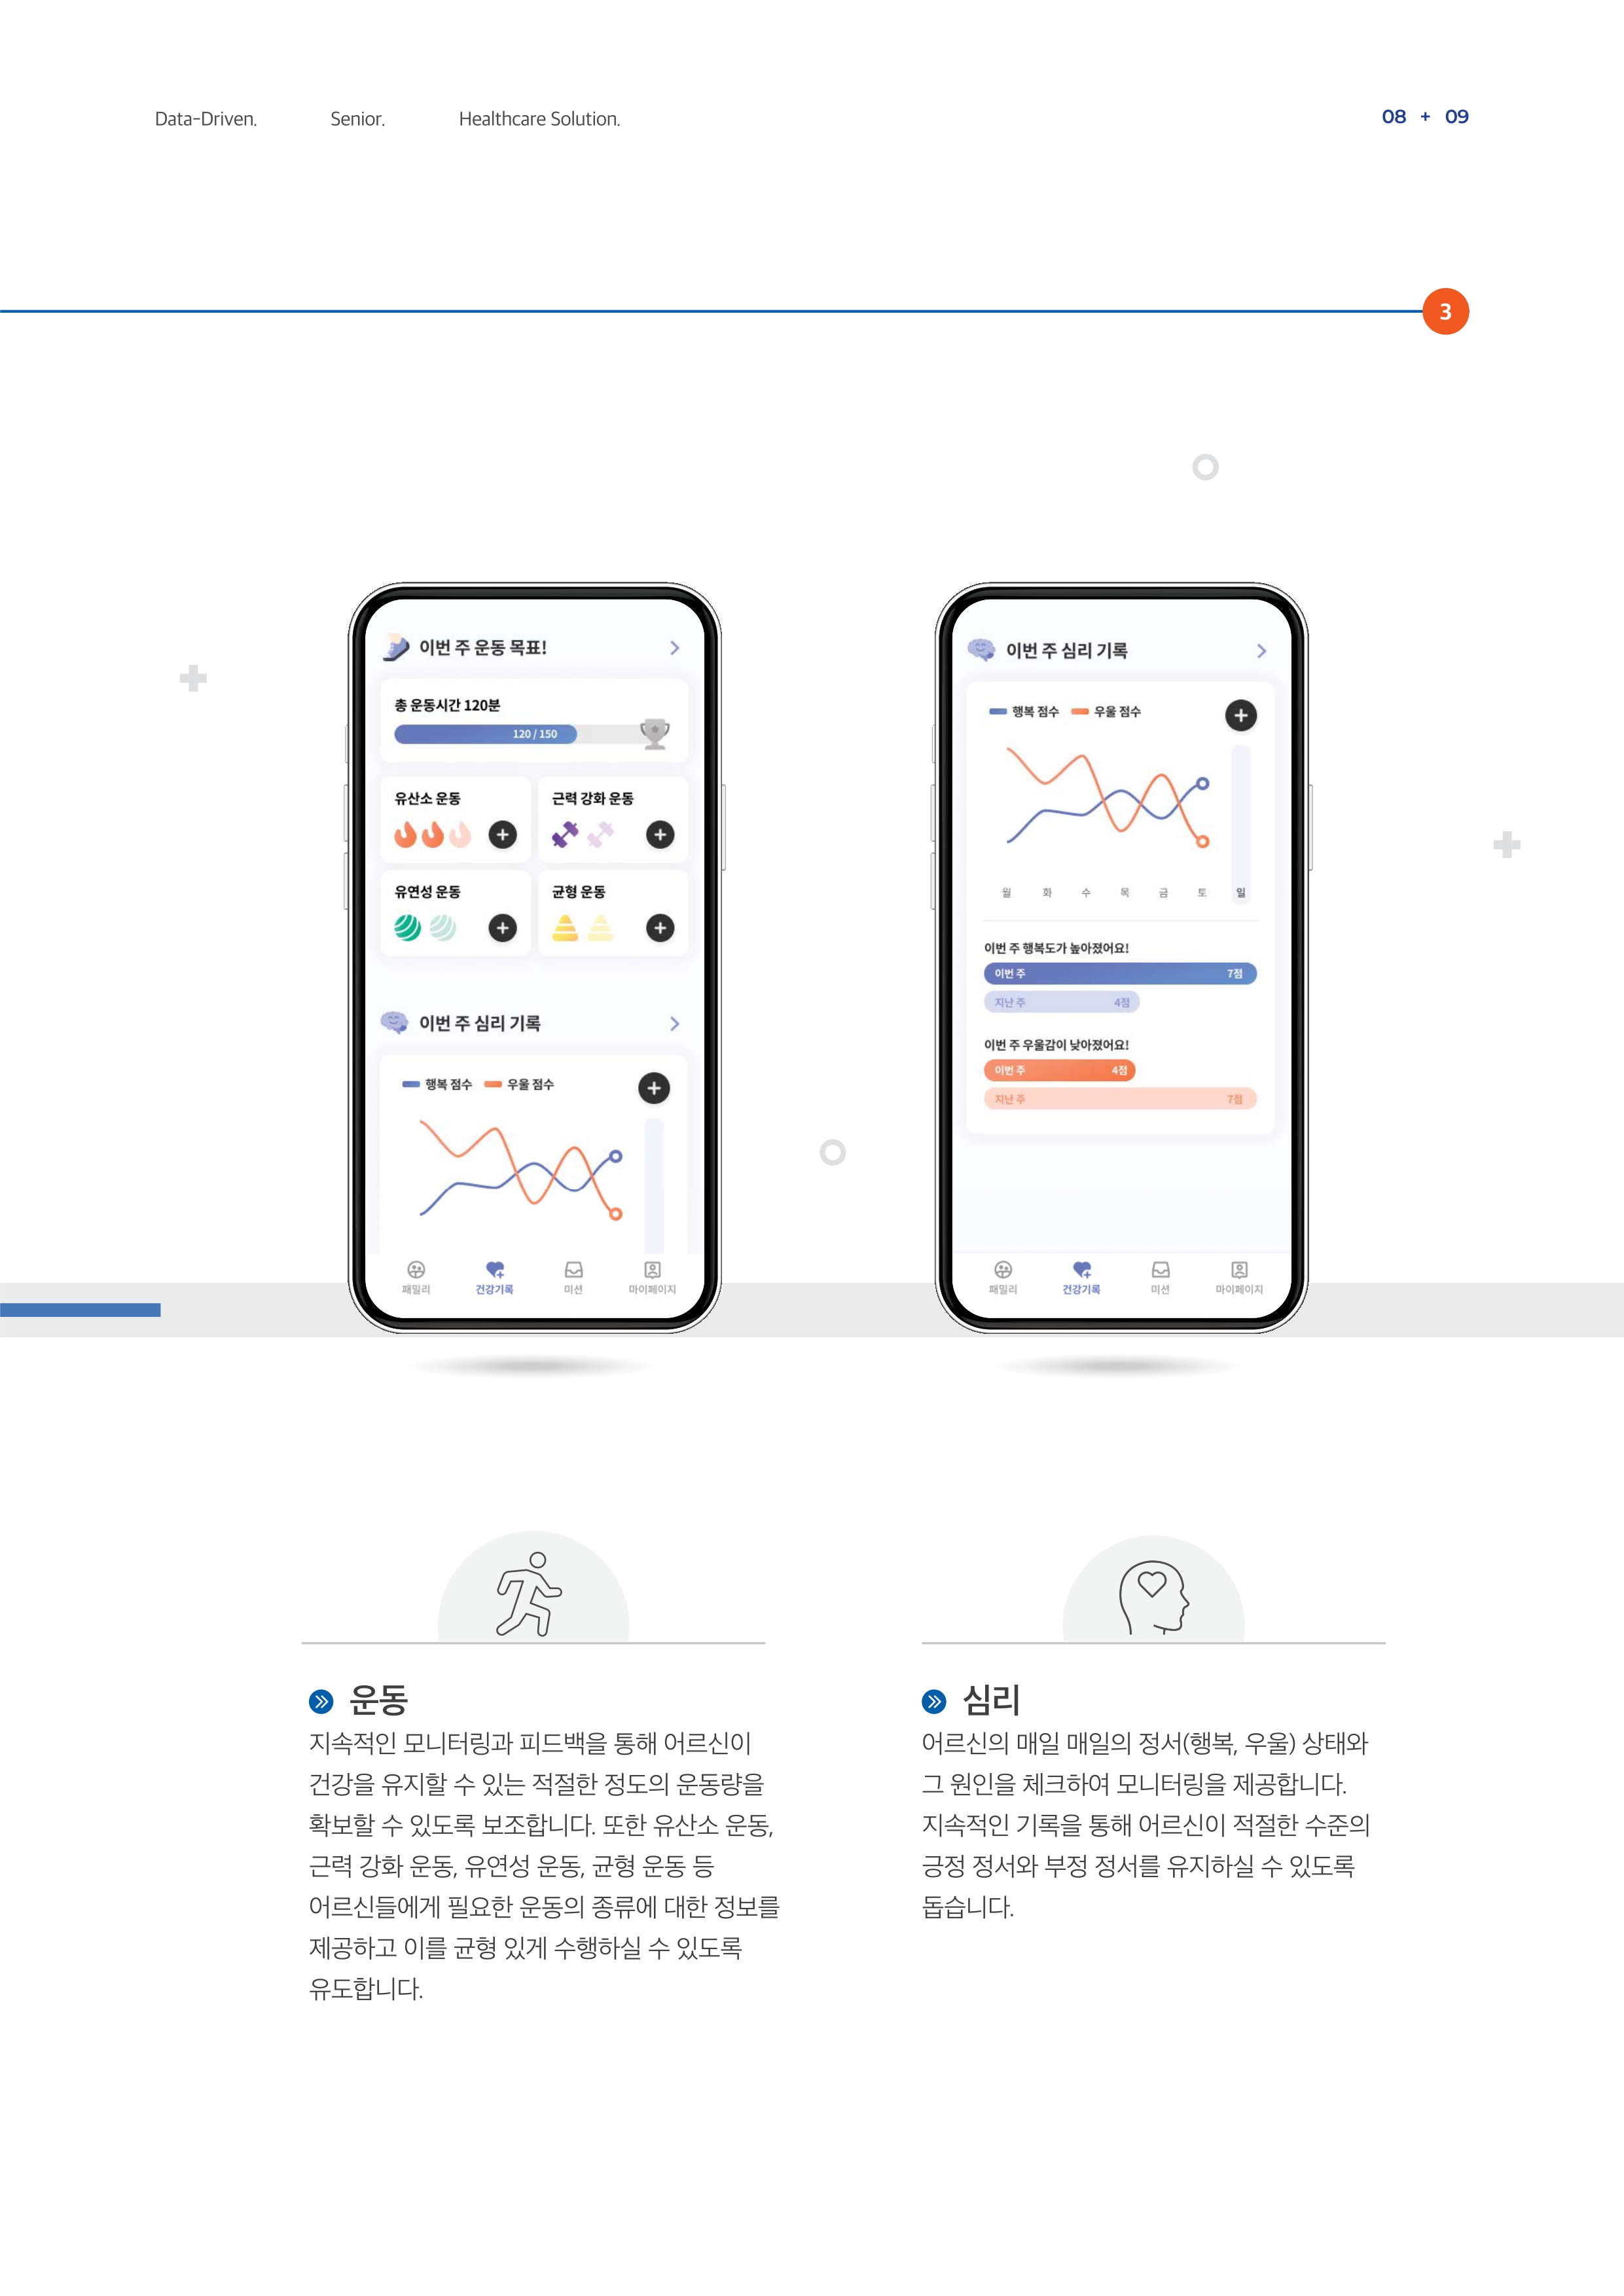 Data-Driven. Senior. Healthcare Solution.
08 + 09
3
이번 주 운동 목표!
총 운동시간 120분
120 / 150
유산소 운동
근력 강화 운동
유연성 운동
균형 운동
이번 주 심리 기록
행복 점수 우울 점수
패밀리 건강기록 미션 마이페이지
이번 주 심리 기록
행복 점수 우울 점수
월 화 수 목 금 토 일
이번 주 행복도가 높아졌어요!
이번 주 7점
지난 주 4점
이번 주 우울감이 낮아졌어요!
이번 주 4점
지난 주 7점
패밀리 건강기록 미션 마이페이지
운동
지속적인 모니터링과 피드백을 통해 어르신이
건강을 유지할 수 있는 적절한 정도의 운동량을
확보할 수 있도록 보조합니다. 또한 유산소 운동,
근력 강화 운동, 유연성 운동, 균형 운동 등
어르신들에게 필요한 운동의 종류에 대한 정보를
제공하고 이를 균형 있게 수행하실 수 있도록
유도합니다.
심리
어르신의 매일 매일의 정서(행복, 우울) 상태와
그 원인을 체크하여 모니터링을 제공합니다.
지속적인 기록을 통해 어르신이 적절한 수준의
긍정 정서와 부정 정서를 유지하실 수 있도록
돕습니다.